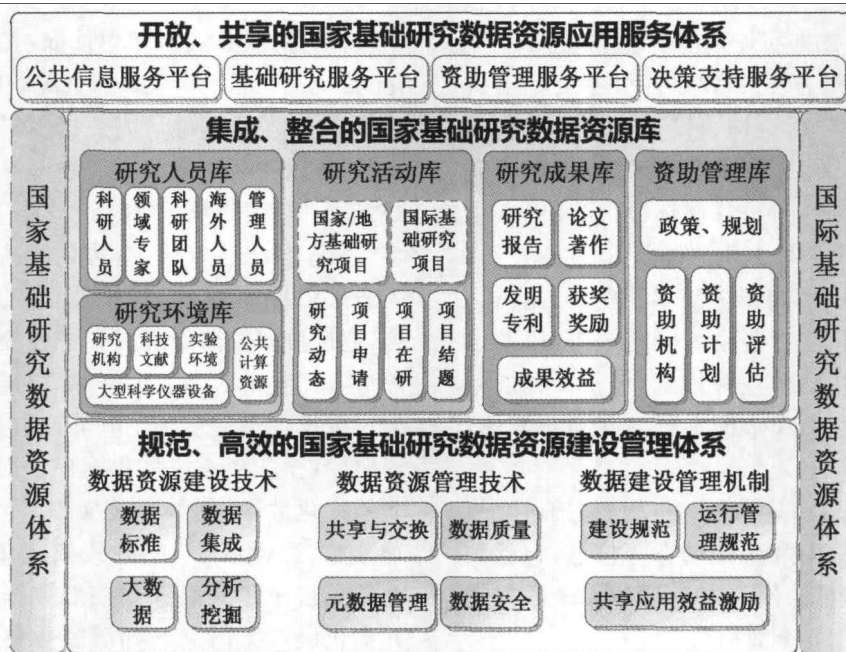 开放、共享的国家基础研究数据资源应用服务体系
公共信息服务平台
基础研究服务平台
资助管理服务平台
决策支持服务平台
国家基础研究数据资源体系
集成、整合的国家基础研究数据资源库
研究人员库
科研人员
领域专家
科研团队
海外人员
管理人员
研究环境库
研究
机构
科技
文献
实验
环境
公共
计算
资源
大型科学仪器设备
研究活动库
国家/地
方基础研
究项目
国际基
础研究
项目
研究动态
项目申请
项目在研
项目结题
研究成果库
研究
报告
论文
著作
发明
专利
获奖
奖励
成果效益
资助管理库
政策、规划
资助机构
资助计划
资助评估
规范、高效的国家基础研究数据资源建设管理体系
数据资源建设技术
数据
标准
数据
集成
大数
据
分析
挖掘
数据资源管理技术
共享与交换
数据质量
元数据管理
数据安全
数据建设管理机制
建设规范
运行管
理规范
共享应用效益激励
国际基础研究数据资源体系